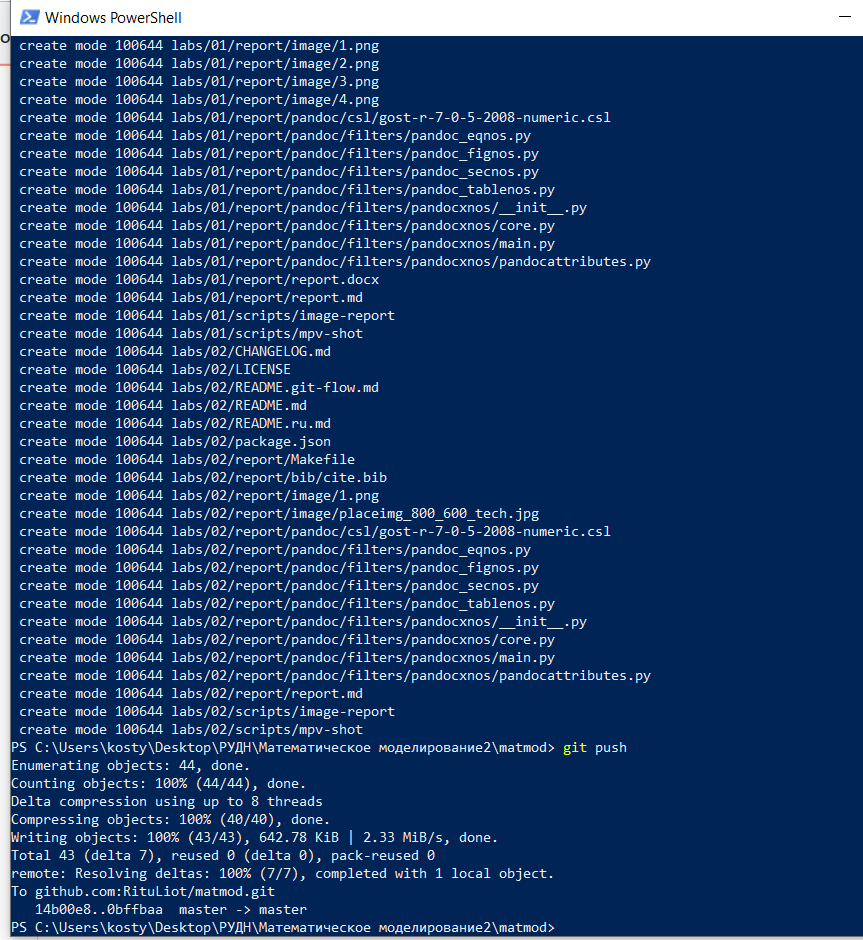 Windows PowerShell
create mode 100644 labs/01/report/image/1.png
create mode 100644 labs/01/report/image/2.png
create mode 100644 labs/01/report/image/3.png
create mode 100644 labs/01/report/image/4.png
create mode 100644 labs/01/report/pandoc/csl/gost-r-7-0-5-2008-numeric.csl
create mode 100644 labs/01/report/pandoc/filters/pandoc_eqnos.py
create mode 100644 labs/01/report/pandoc/filters/pandoc_fignos.py
create mode 100644 labs/01/report/pandoc/filters/pandoc_secnos.py
create mode 100644 labs/01/report/pandoc/filters/pandoc_tablenos.py
create mode 100644 labs/01/report/pandoc/filters/pandocxnos/__init__.py
create mode 100644 labs/01/report/pandoc/filters/pandocxnos/core.py
create mode 100644 labs/01/report/pandoc/filters/pandocxnos/main.py
create mode 100644 labs/01/report/pandoc/filters/pandocxnos/pandocattributes.py
create mode 100644 labs/01/report/report.docx
create mode 100644 labs/01/report/report.md
create mode 100644 labs/01/scripts/image-report
create mode 100644 labs/01/scripts/mpv-shot
create mode 100644 labs/02/CHANGELOG.md
create mode 100644 labs/02/LICENSE
create mode 100644 labs/02/README.git-flow.md
create mode 100644 labs/02/README.md
create mode 100644 labs/02/README.ru.md
create mode 100644 labs/02/package.json
create mode 100644 labs/02/report/Makefile
create mode 100644 labs/02/report/bib/cite.bib
create mode 100644 labs/02/report/image/1.png
create mode 100644 labs/02/report/image/placeimg_800_600_tech.jpg
create mode 100644 labs/02/report/pandoc/csl/gost-r-7-0-5-2008-numeric.csl
create mode 100644 labs/02/report/pandoc/filters/pandoc_eqnos.py
create mode 100644 labs/02/report/pandoc/filters/pandoc_fignos.py
create mode 100644 labs/02/report/pandoc/filters/pandoc_secnos.py
create mode 100644 labs/02/report/pandoc/filters/pandoc_tablenos.py
create mode 100644 labs/02/report/pandoc/filters/pandocxnos/__init__.py
create mode 100644 labs/02/report/pandoc/filters/pandocxnos/core.py
create mode 100644 labs/02/report/pandoc/filters/pandocxnos/main.py
create mode 100644 labs/02/report/pandoc/filters/pandocxnos/pandocattributes.py
create mode 100644 labs/02/report/report.md
create mode 100644 labs/02/scripts/image-report
create mode 100644 labs/02/scripts/mpv-shot
PS C:\Users\kosty\Desktop\РУДН\Математическое моделирование2\matmod> git push
Enumerating objects: 44, done.
Counting objects: 100% (44/44), done.
Delta compression using up to 8 threads
Compressing objects: 100% (40/40), done.
Writing objects: 100% (43/43), 642.78 KiB | 2.33 MiB/s, done.
Total 43 (delta 7), reused 0 (delta 0), pack-reused 0
remote: Resolving deltas: 100% (7/7), completed with 1 local object.
To github.com:RituLiot/matmod.git
14b00e8..0bffbaa  master -> master
PS C:\Users\kosty\Desktop\РУДН\Математическое моделирование2\matmod>